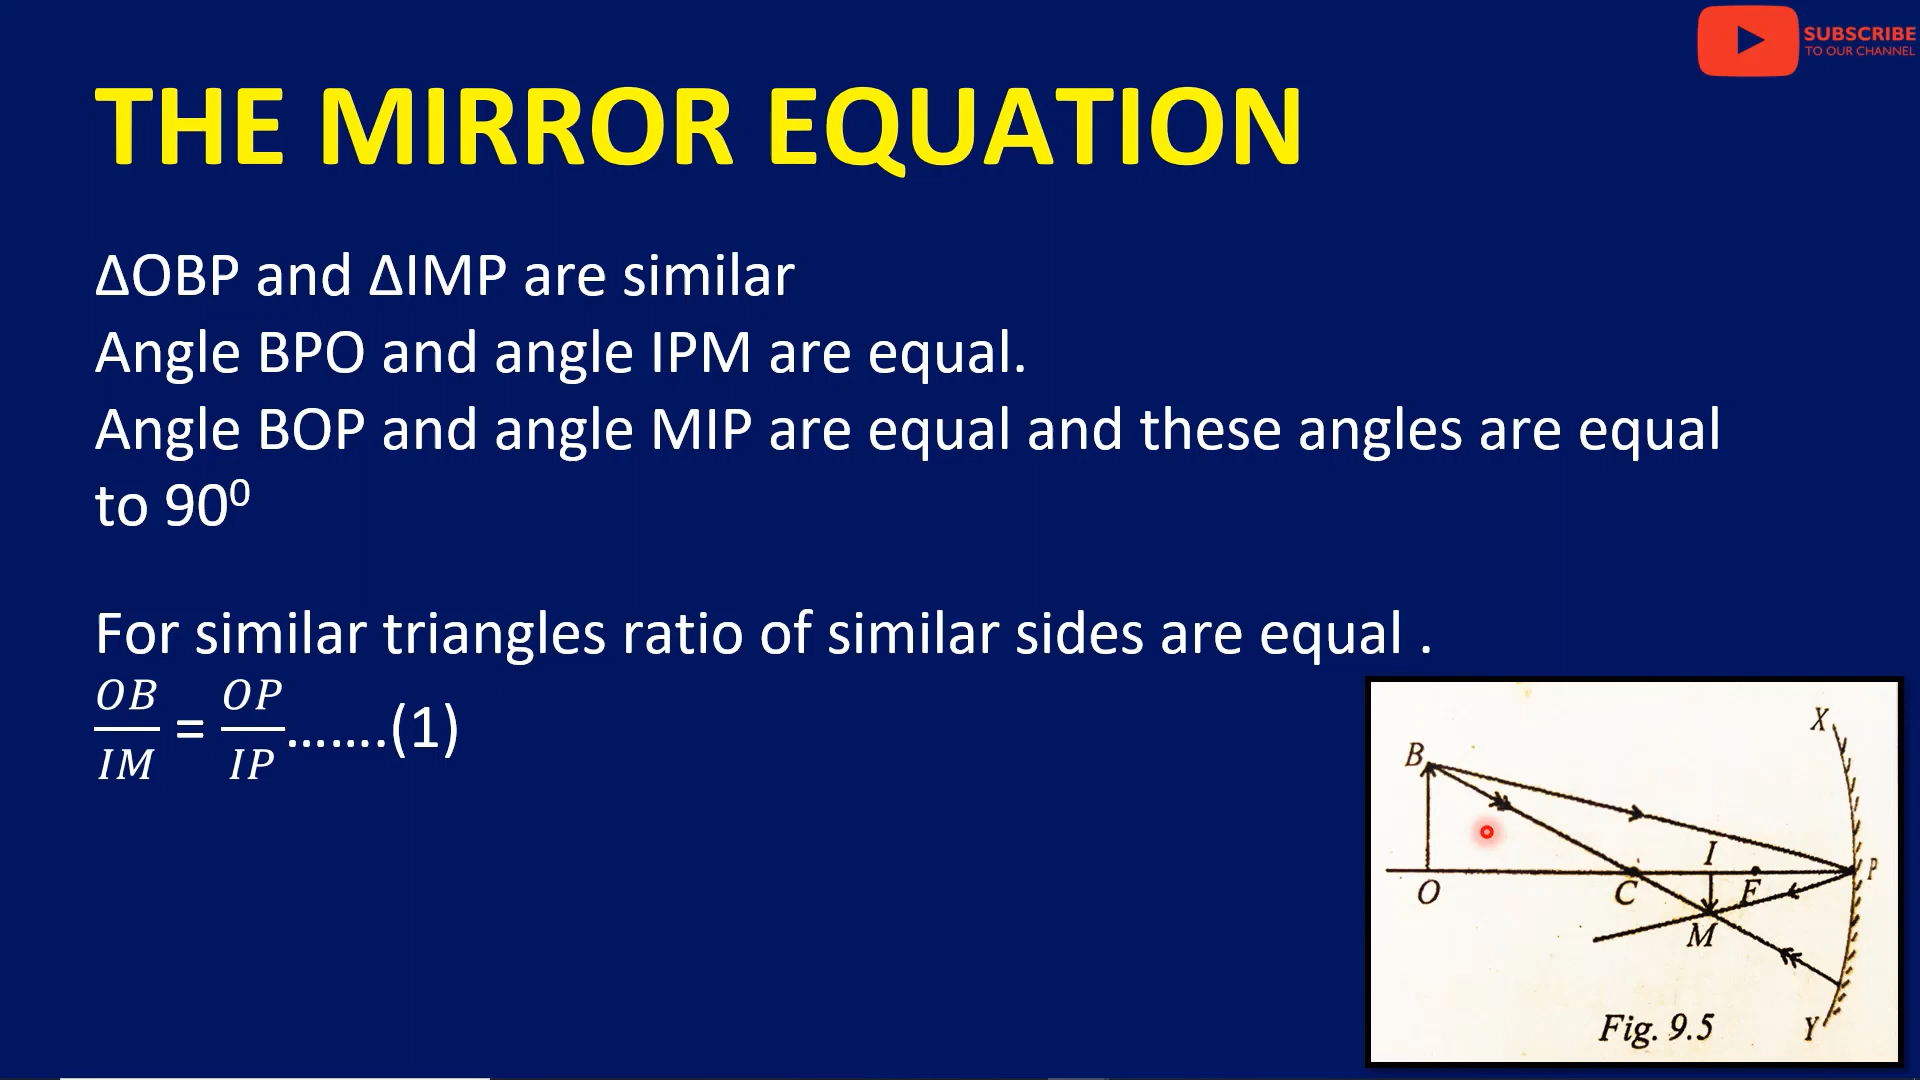 SUBSCRIBE
TO OUR CHANNEL
THE MIRROR EQUATION
ΔOBP and ΔIMP are similar
Angle BPO and angle IPM are equal.
Angle BOP and angle MIP are equal and these angles are equal
to 90⁰
For similar triangles ratio of similar sides are equal .
OB/IM = OP/IP.......(1)
X
B
I
P
O
C
F
M
Y
Fig. 9.5